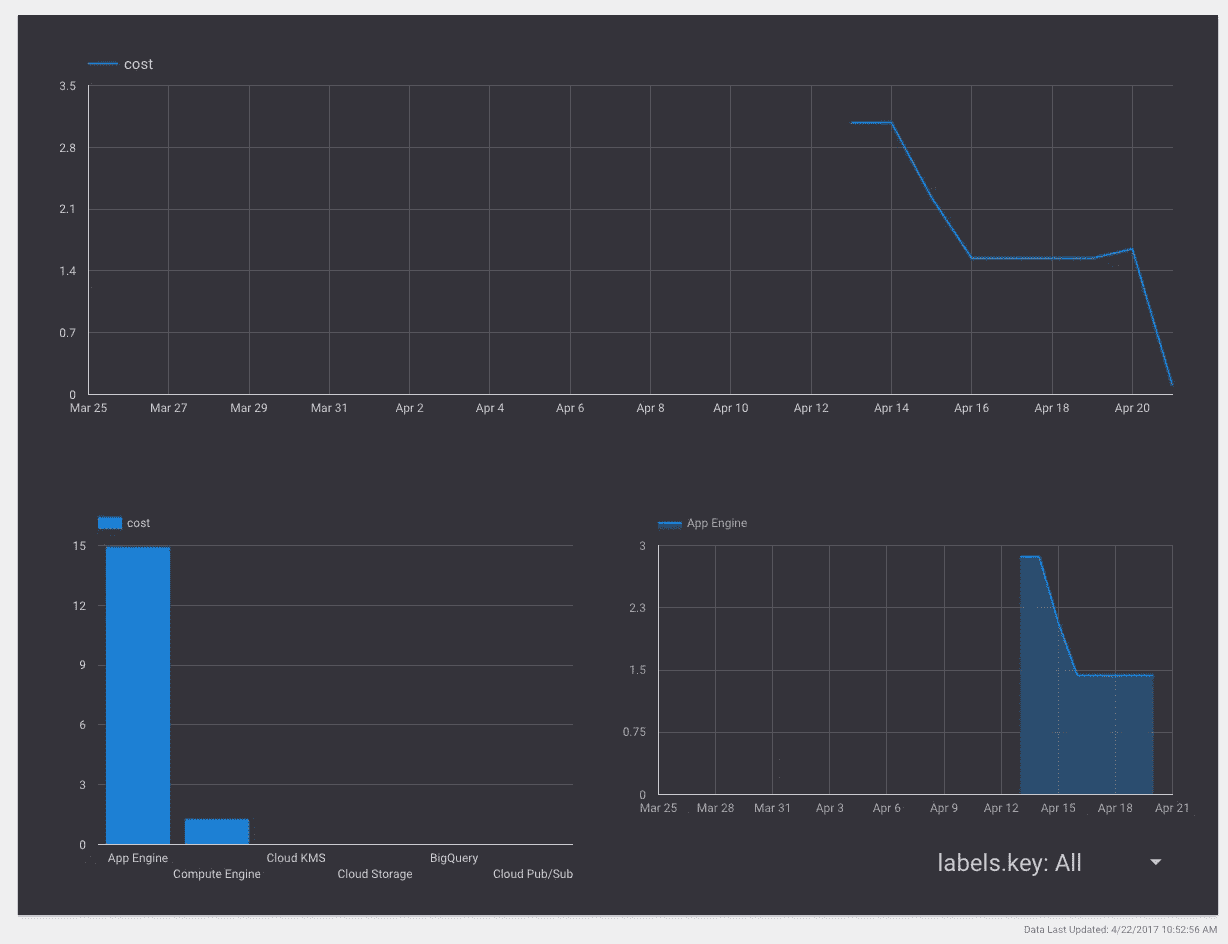 cost
3.5
2.8
2.1
1.4
0.7
0
Mar 25 Mar 27 Mar 29 Mar 31 Apr 2 Apr 4 Apr 6 Apr 8 Apr 10 Apr 12 Apr 14 Apr 16 Apr 18 Apr 20
cost
15
12
9
6
3
0
App Engine Cloud KMS BigQuery
Compute Engine Cloud Storage Cloud Pub/Sub
App Engine
3
2.3
1.5
0.75
0
Mar 25 Mar 28 Mar 31 Apr 3 Apr 6 Apr 9 Apr 12 Apr 15 Apr 18 Apr 21
labels.key: All
Data Last Updated: 4/22/2017 10:52:56 AM